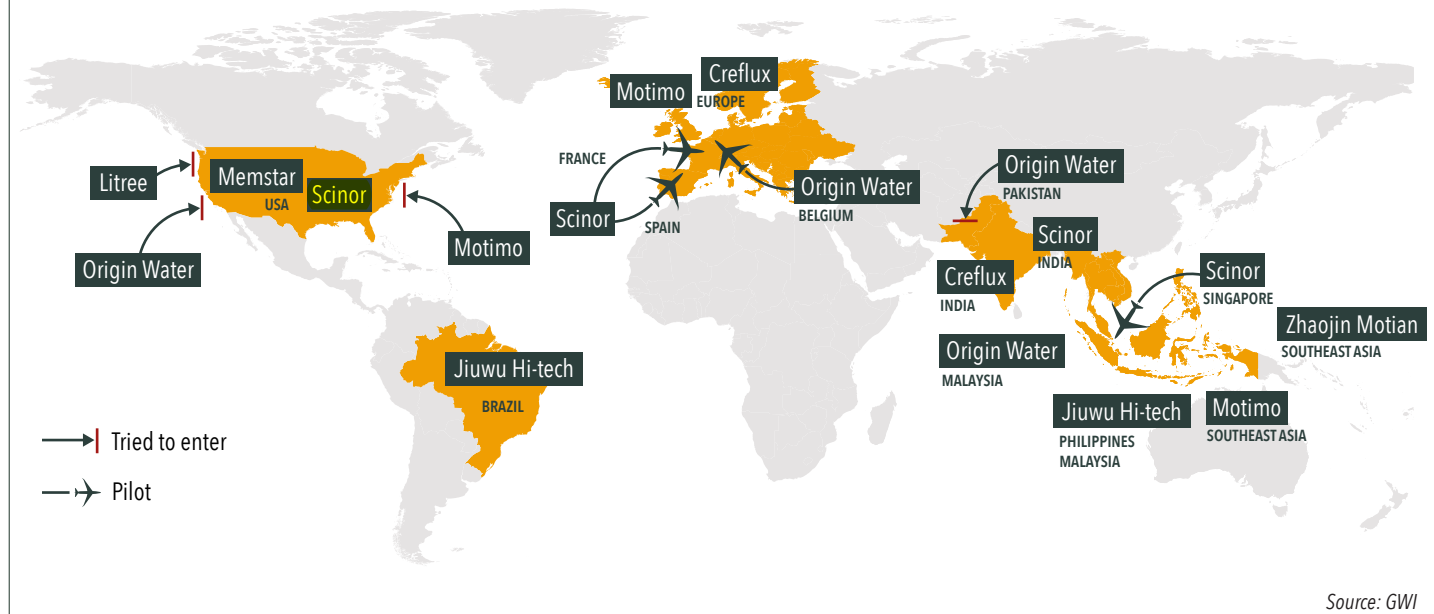 Creflux
Motimo
EUROPE
Litree
Memstar
USA
Scinor
Origin Water
Motimo
FRANCE
Scinor
SPAIN
Origin Water
BELGIUM
Origin Water
PAKISTAN
Scinor
INDIA
Creflux
INDIA
Scinor
SINGAPORE
Origin Water
MALAYSIA
Zhaojin Motian
SOUTHEAST ASIA
Jiuwu Hi-tech
BRAZIL
Jiuwu Hi-tech
PHILIPPINES
MALAYSIA
Motimo
SOUTHEAST ASIA
Tried to enter
Pilot
Source: GWI